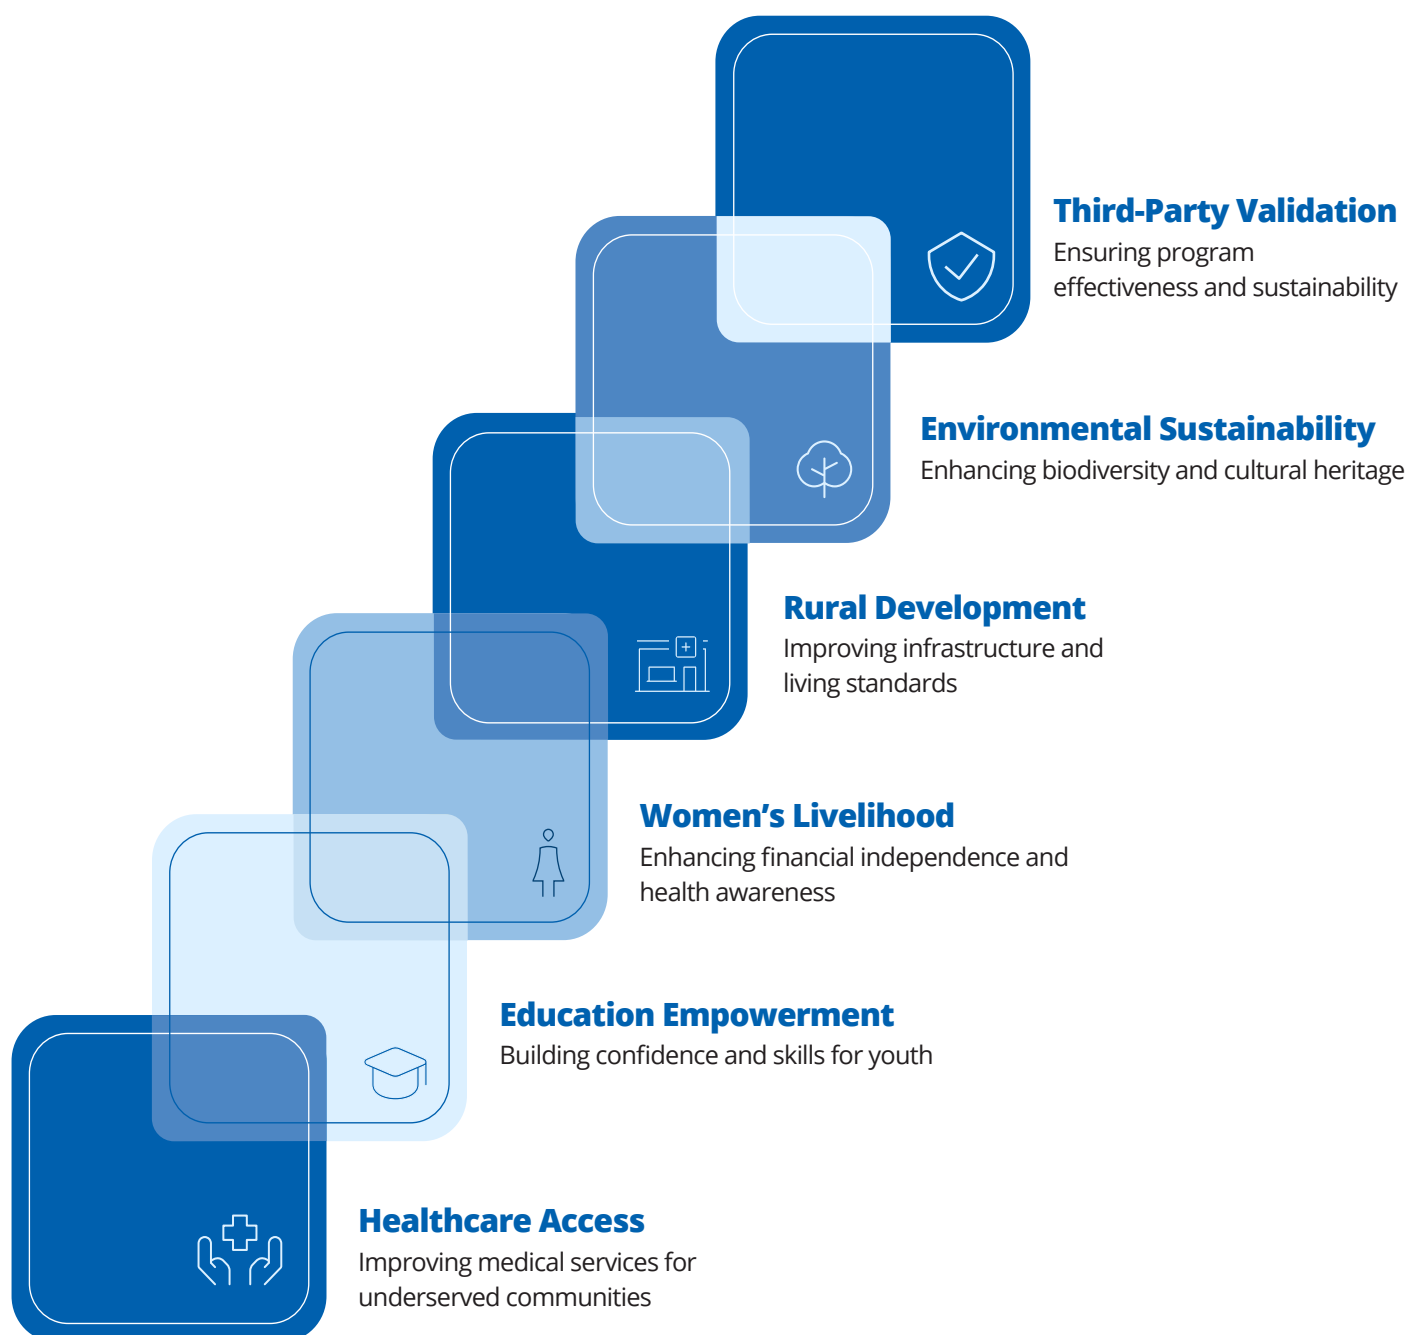 Third-Party Validation
Ensuring program
effectiveness and sustainability
Environmental Sustainability
Enhancing biodiversity and cultural heritage
Rural Development
Improving infrastructure and
living standards
Women’s Livelihood
Enhancing financial independence and
health awareness
Education Empowerment
Building confidence and skills for youth
Healthcare Access
Improving medical services for
underserved communities